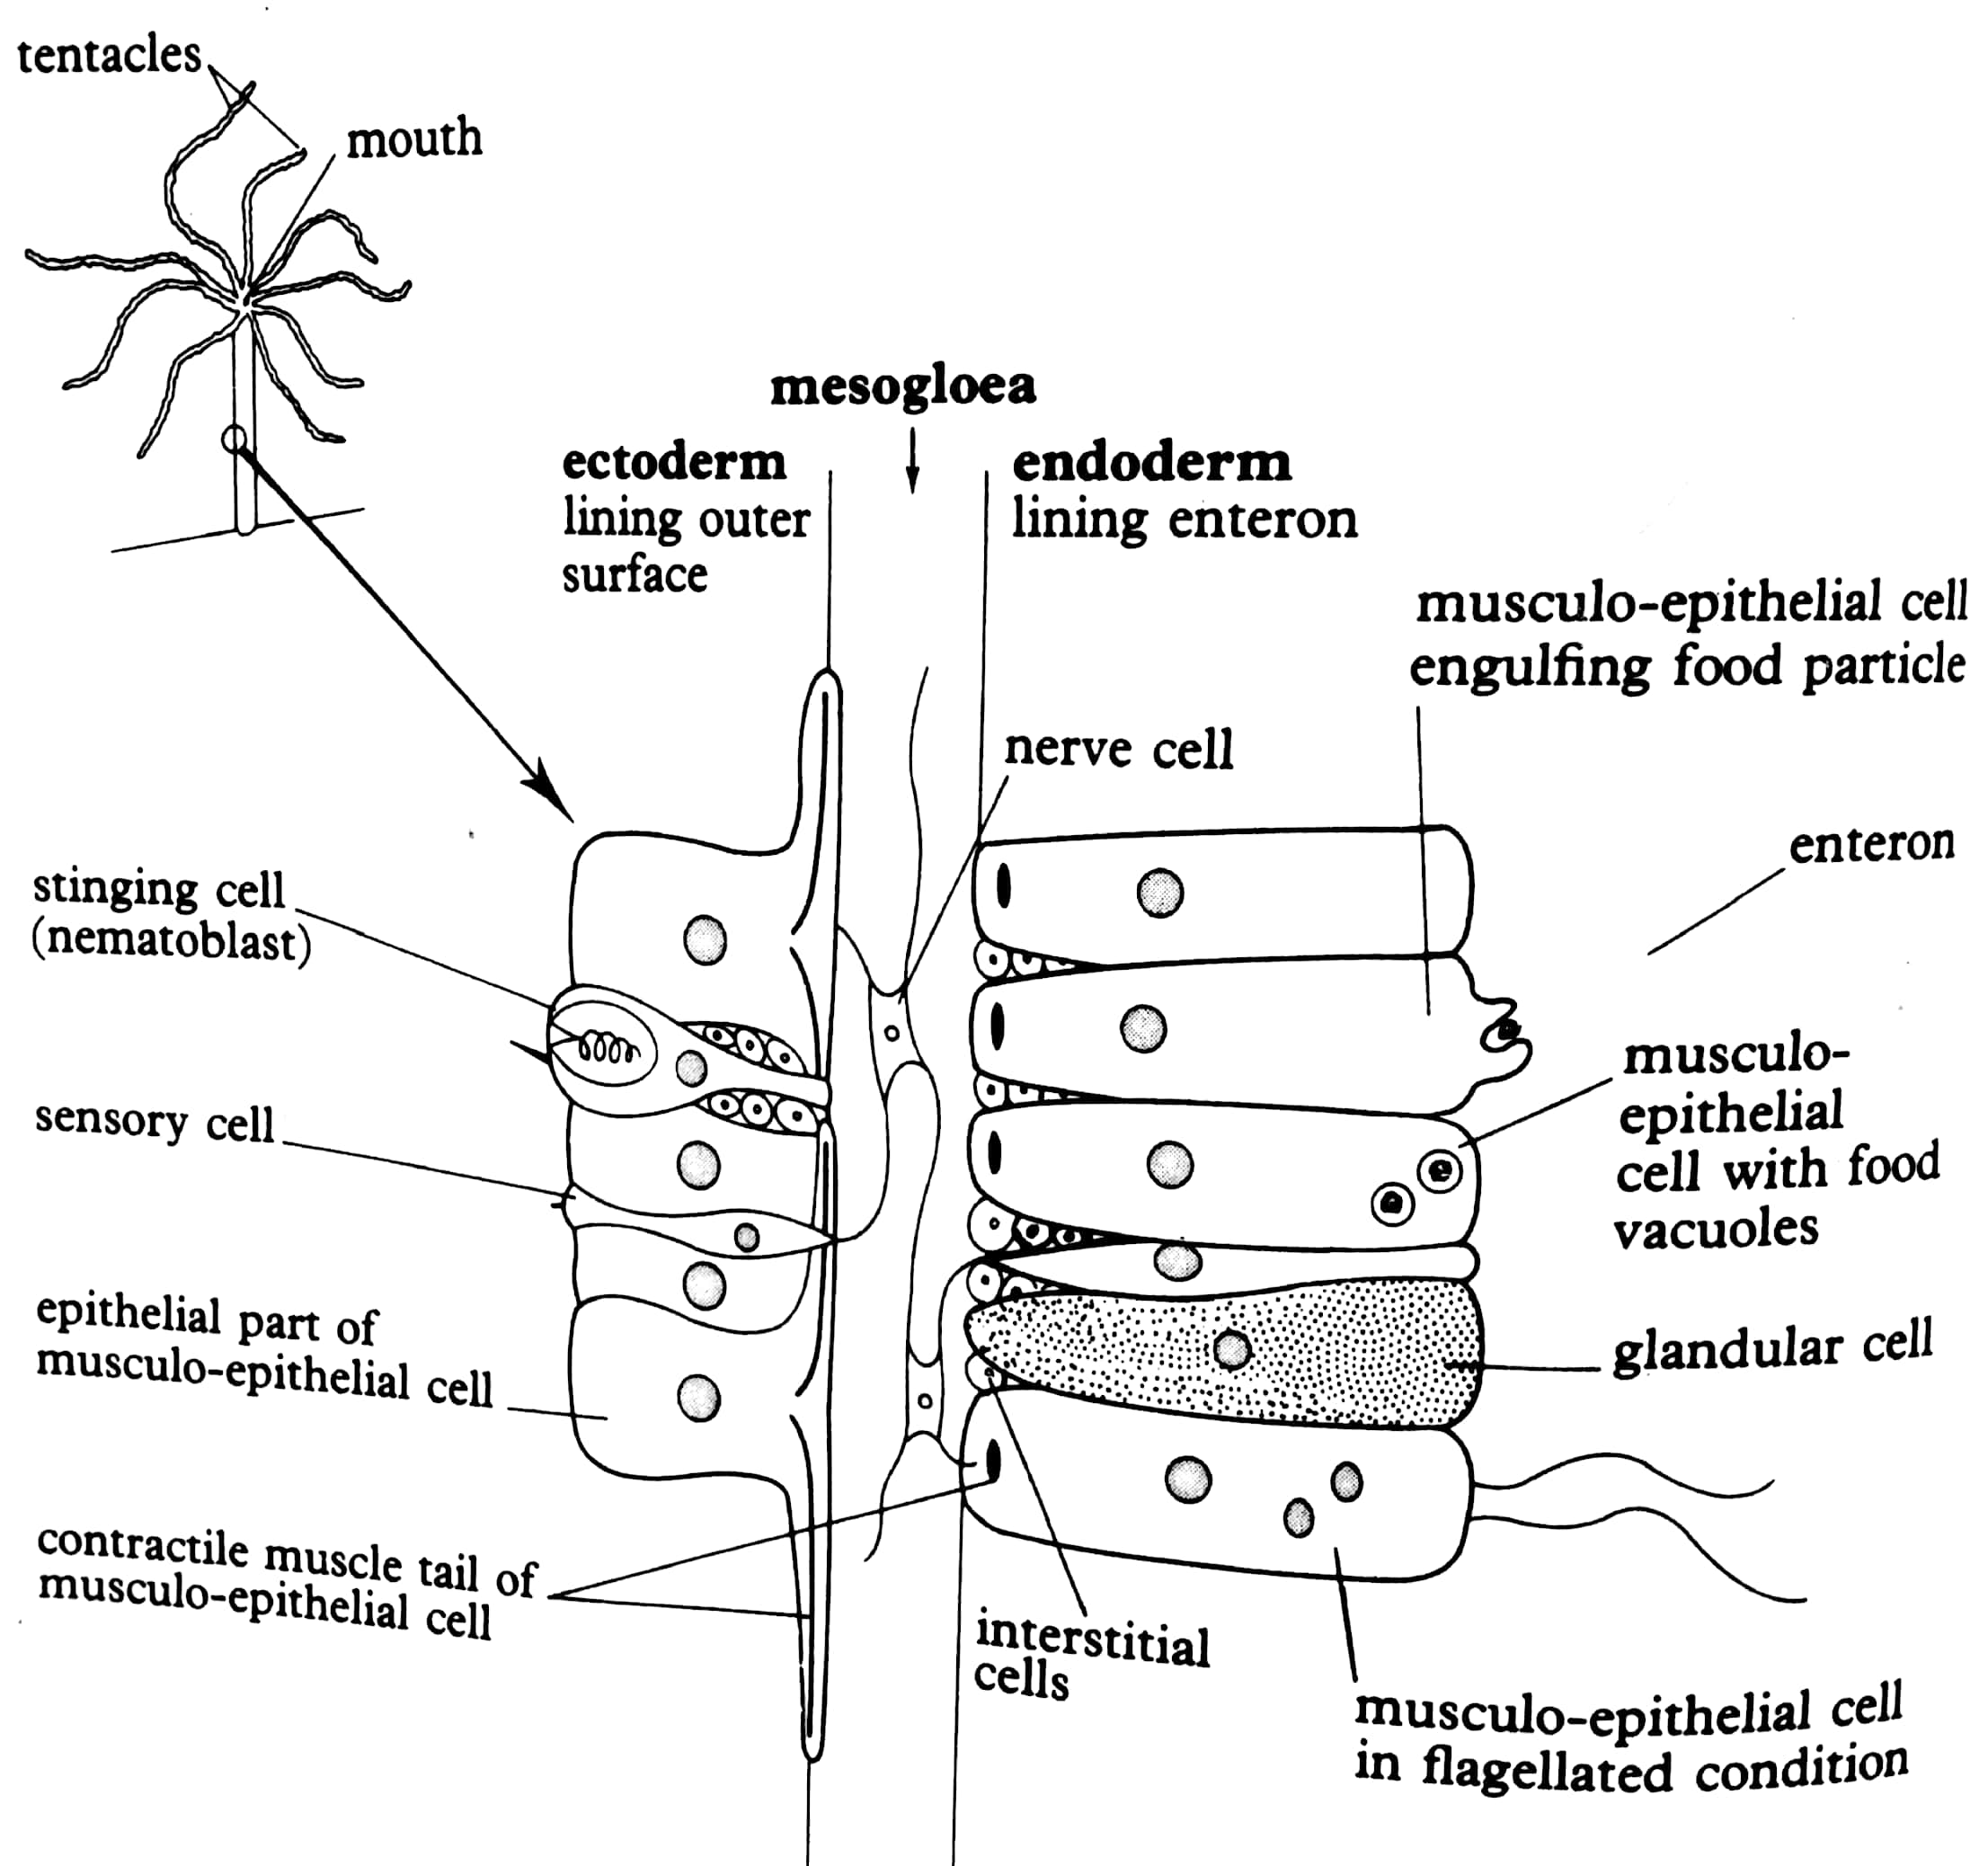 tentacles
mouth
mesogloea
ectoderm
lining outer
surface
endoderm
lining enteron
musculo-epithelial cell
engulfing food particle
nerve cell
enteron
stinging cell
(nematoblast)
musculo-
epithelial
cell with food
vacuoles
sensory cell
epithelial part of
musculo-epithelial cell
glandular cell
contractile muscle tail of
musculo-epithelial cell
interstitial
cells
musculo-epithelial cell
in flagellated condition